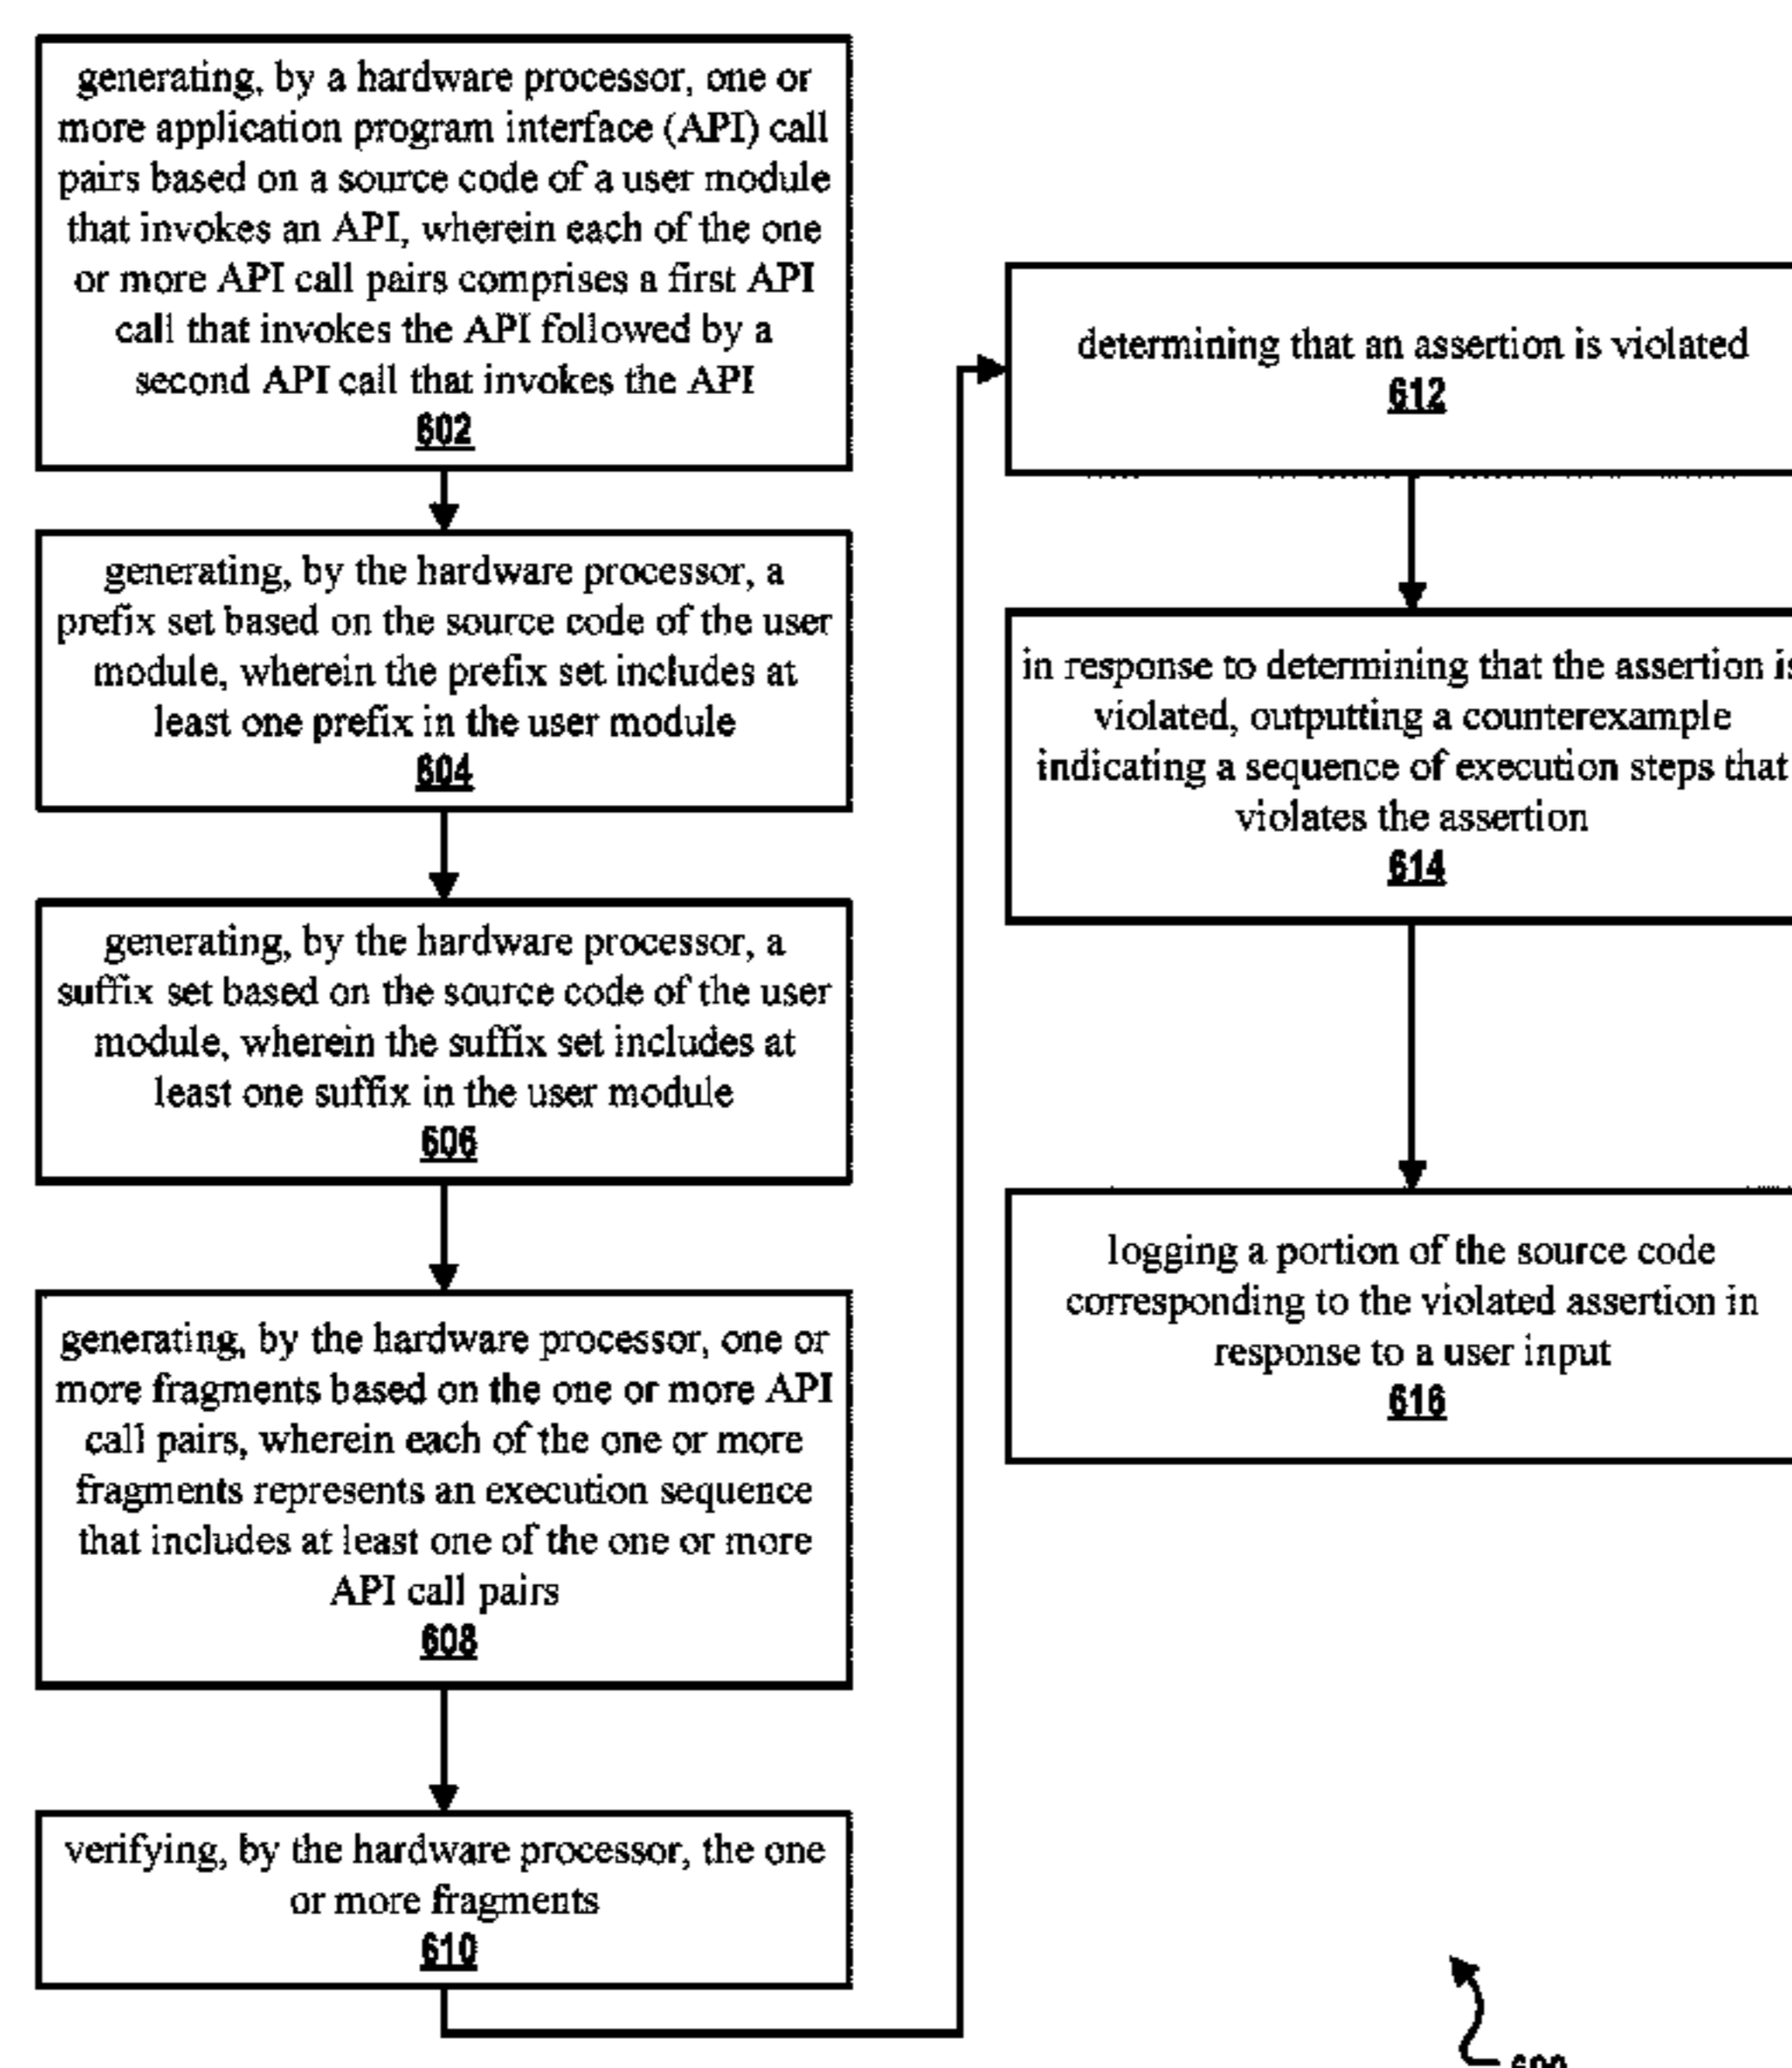 generating, by a hardware processor, one or
more application program interface (API) call
pairs based on a source code of a user module
that invokes an API, wherein each of the one
or more API call pairs comprises a first API
call that invokes the API followed by a
second API call that invokes the API
602
generating, by the hardware processor, a
prefix set based on the source code of the user
module, wherein the prefix set includes at
least one prefix in the user module
604
generating, by the hardware processor, a
suffix set based on the source code of the user
module, wherein the suffix set includes at
least one suffix in the user module
606
generating, by the hardware processor, one or
more fragments based on the one or more API
call pairs, wherein each of the one or more
fragments represents an execution sequence
that includes at least one of the one or more
API call pairs
608
verifying, by the hardware processor, the one
or more fragments
610
determining that an assertion is violated
612
in response to determining that the assertion is
violated, outputting a counterexample
indicating a sequence of execution steps that
violates the assertion
614
logging a portion of the source code
corresponding to the violated assertion in
response to a user input
616